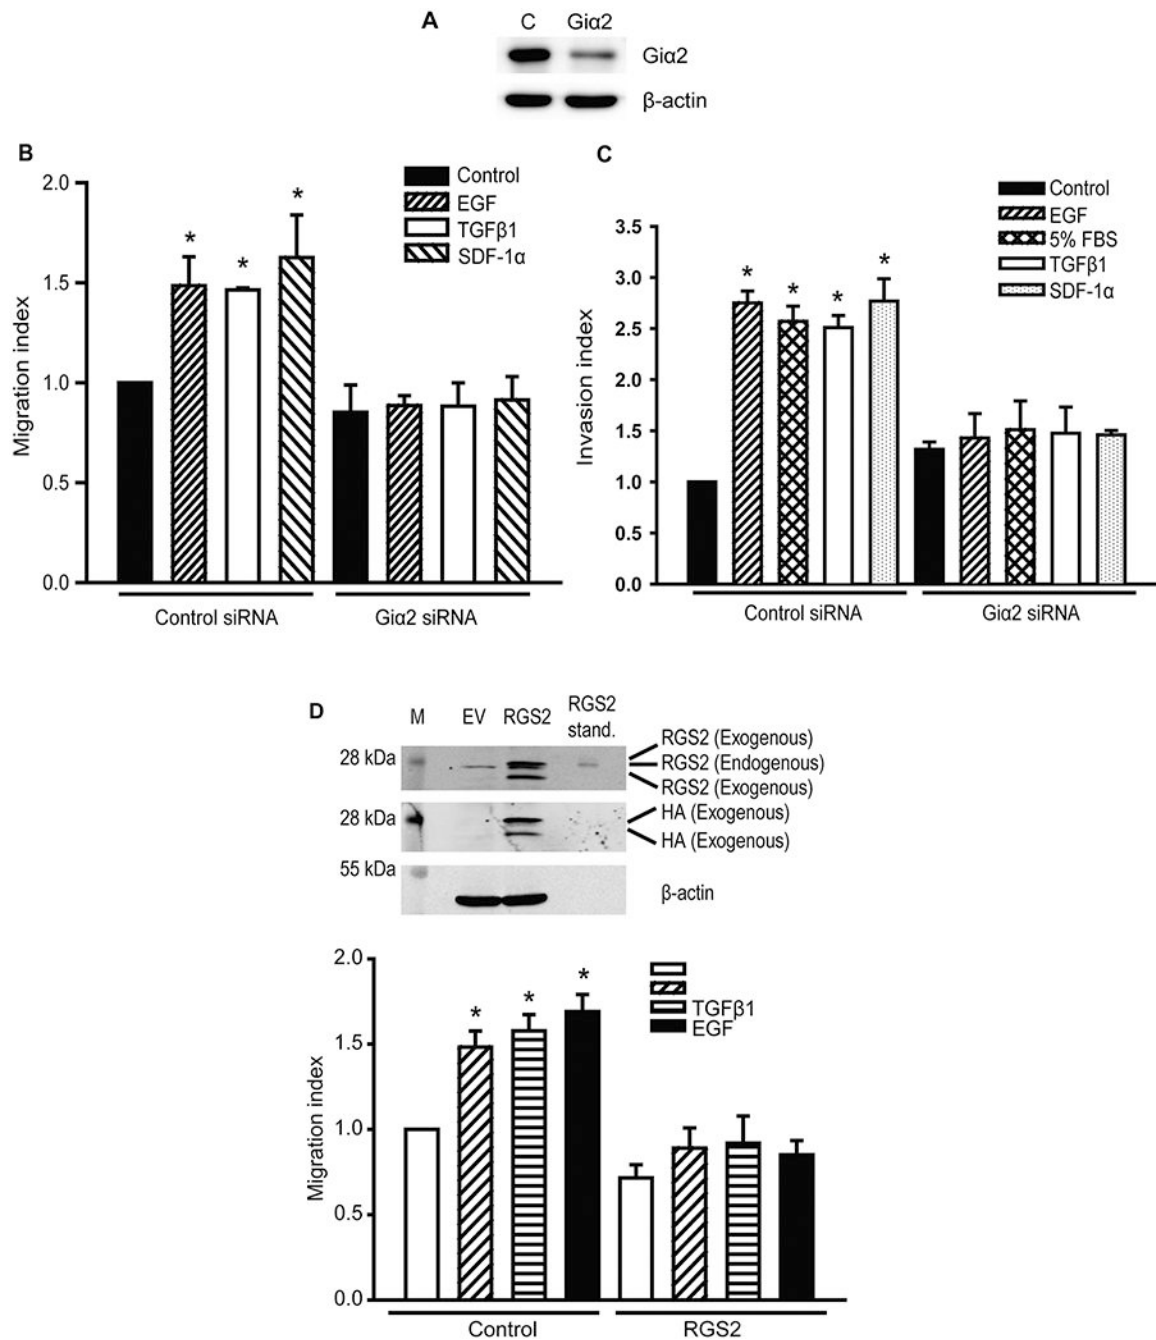 A
C Giα2
Giα2
β-actin
B
Control
EGF
TGFβ1
SDF-1α
*
*
*
2.0
1.5
1.0
0.5
0.0
Migration index
Control siRNA
Giα2 siRNA
C
Control
EGF
5% FBS
TGFβ1
SDF-1α
*
*
*
*
3.5
3.0
2.5
2.0
1.5
1.0
0.5
0.0
Invasion index
Control siRNA
Giα2 siRNA
D
M EV RGS2 RGS2
stand.
28 kDa
RGS2 (Exogenous)
RGS2 (Endogenous)
RGS2 (Exogenous)
28 kDa
HA (Exogenous)
HA (Exogenous)
55 kDa
β-actin
TGFβ1
EGF
*
*
*
2.0
1.5
1.0
0.5
0.0
Migration index
Control
RGS2